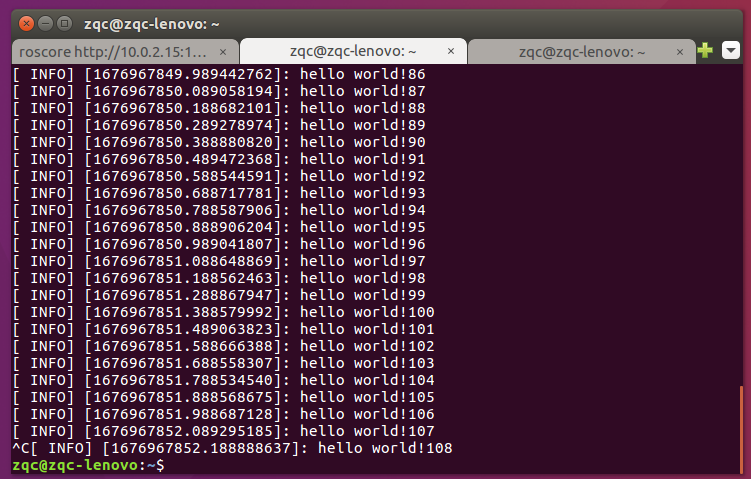 zqc@zqc-lenovo: ~
roscore http://10.0.2.15:1... × zqc@zqc-lenovo: ~ × zqc@zqc-lenovo: ~ ×
[ INFO] [1676967849.989442762]: hello world!86
[ INFO] [1676967850.089058194]: hello world!87
[ INFO] [1676967850.188682101]: hello world!88
[ INFO] [1676967850.289278974]: hello world!89
[ INFO] [1676967850.388880820]: hello world!90
[ INFO] [1676967850.489472368]: hello world!91
[ INFO] [1676967850.588544591]: hello world!92
[ INFO] [1676967850.688717781]: hello world!93
[ INFO] [1676967850.788587906]: hello world!94
[ INFO] [1676967850.888906204]: hello world!95
[ INFO] [1676967850.989041807]: hello world!96
[ INFO] [1676967851.088648869]: hello world!97
[ INFO] [1676967851.188562463]: hello world!98
[ INFO] [1676967851.288867947]: hello world!99
[ INFO] [1676967851.388579992]: hello world!100
[ INFO] [1676967851.489063823]: hello world!101
[ INFO] [1676967851.588666388]: hello world!102
[ INFO] [1676967851.688558307]: hello world!103
[ INFO] [1676967851.788534540]: hello world!104
[ INFO] [1676967851.888568675]: hello world!105
[ INFO] [1676967851.988687128]: hello world!106
[ INFO] [1676967852.089295185]: hello world!107
^C[ INFO] [1676967852.188888637]: hello world!108
zqc@zqc-lenovo:~$